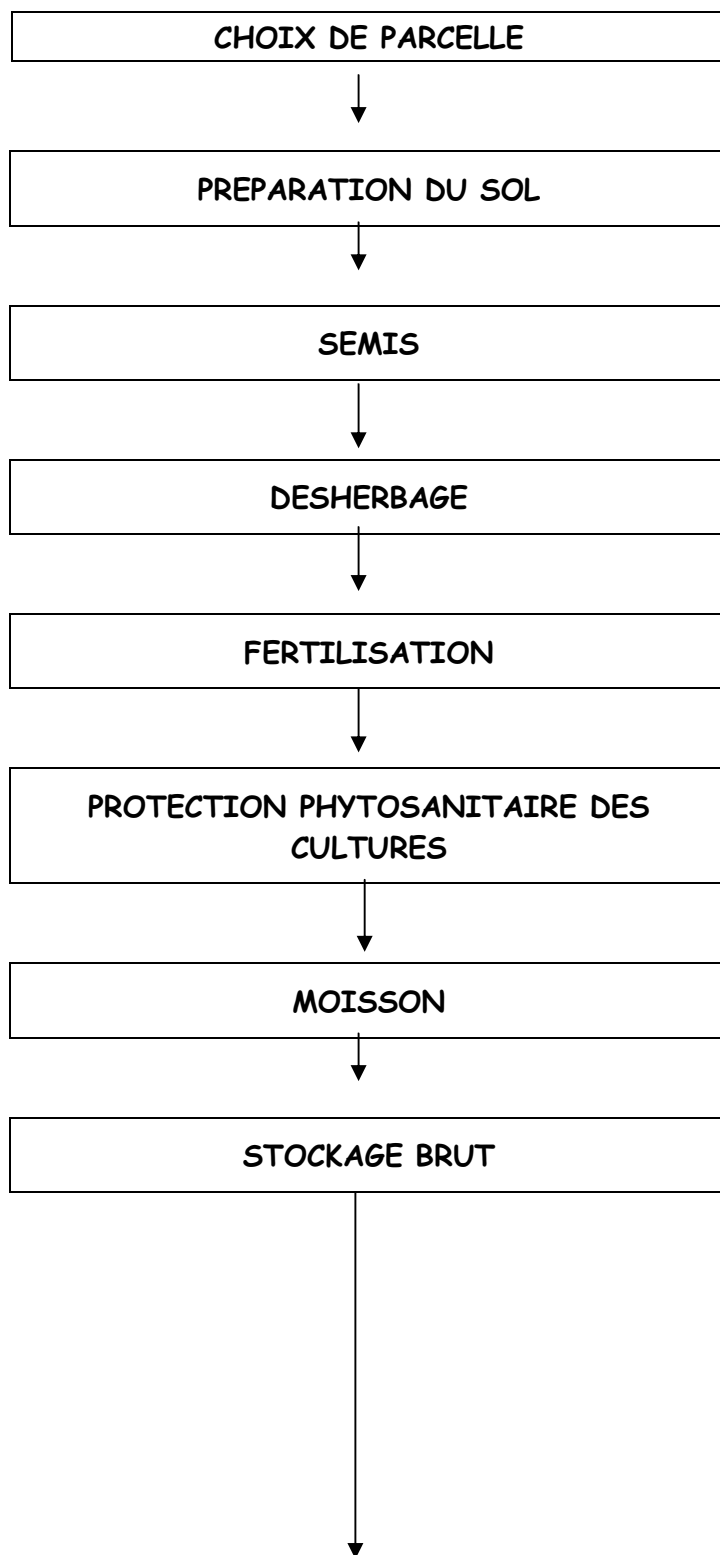 CHOIX DE PARCELLE
PREPARATION DU SOL
SEMIS
DESHERBAGE
FERTILISATION
PROTECTION PHYTOSANITAIRE DES
CULTURES
MOISSON
STOCKAGE BRUT